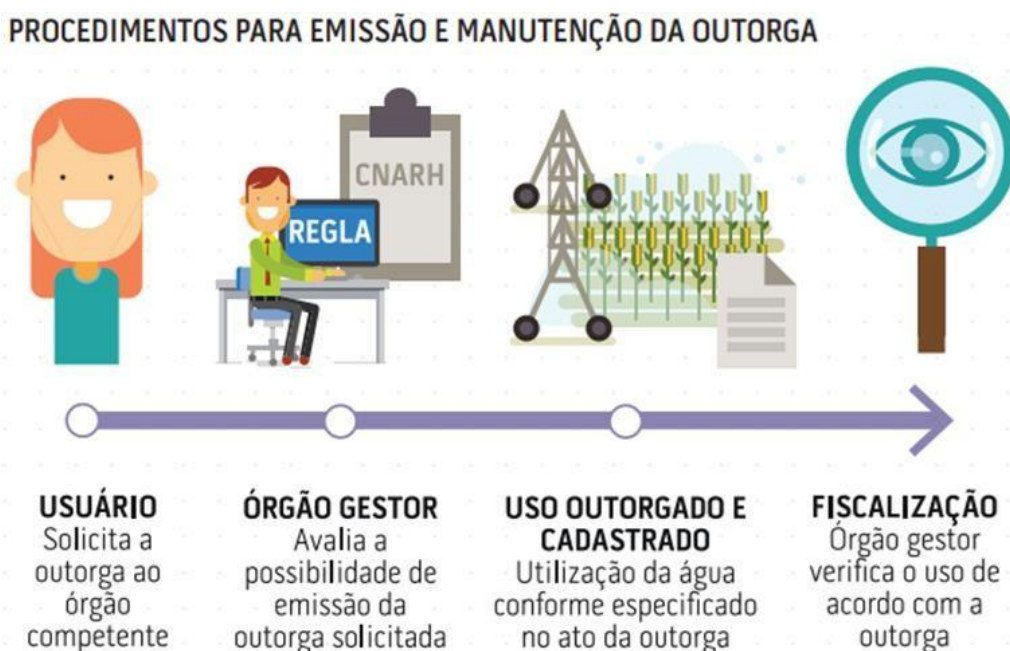 PROCEDIMENTOS PARA EMISSÃO E MANUTENÇÃO DA OUTORGA
CNARH
REGLA
USUÁRIO
Solicita a
outorga ao
órgão
competente
ÓRGÃO GESTOR
Avalia a
possibilidade de
emissão da
outorga solicitada
USO OUTORGADO E
CADASTRADO
Utilização da água
conforme especificado
no ato da outorga
FISCALIZAÇÃO
Órgão gestor
verifica o uso de
acordo com a
outorga